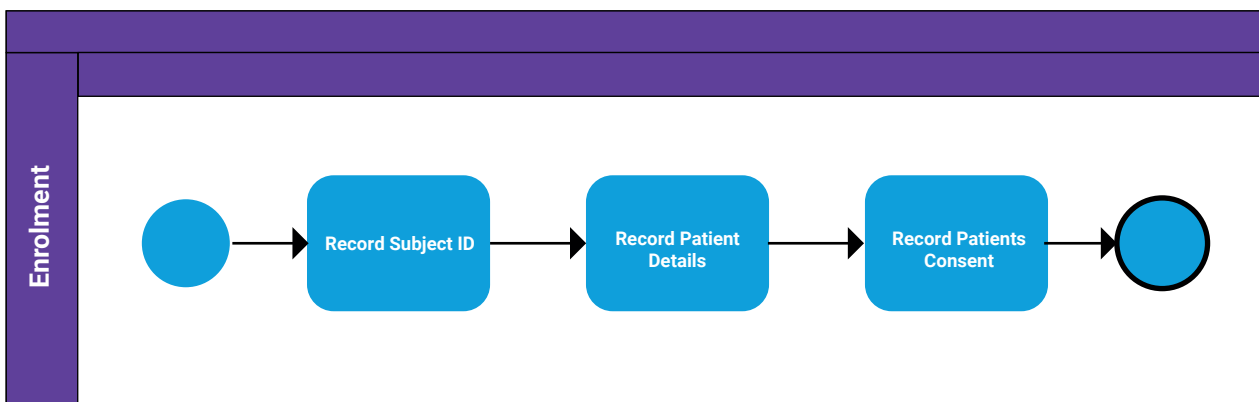 Enrolment
Record Subject ID
Record Patient
Details
Record Patients
Consent